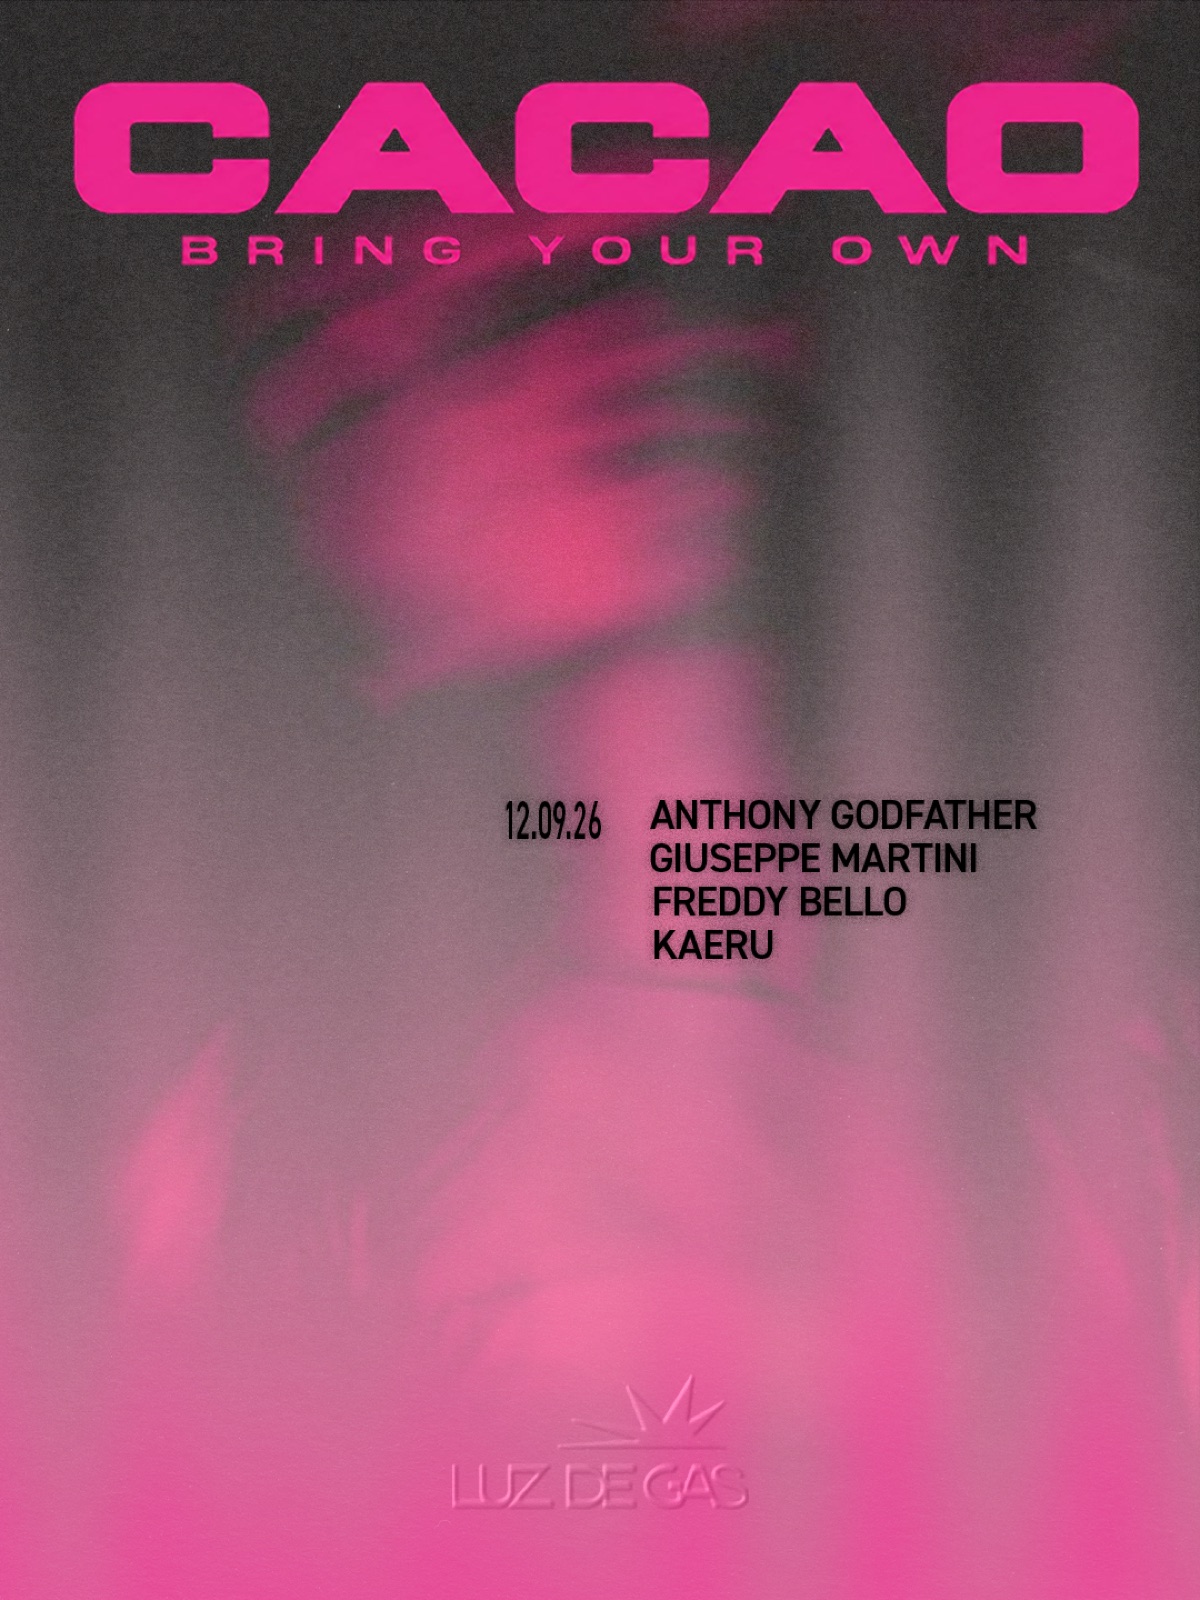 CACAO
BRING YOUR OWN
12.09.26
ANTHONY GODFATHER
GIUSEPPE MARTINI
FREDDY BELLO
KAERU
LUZ DE GAS